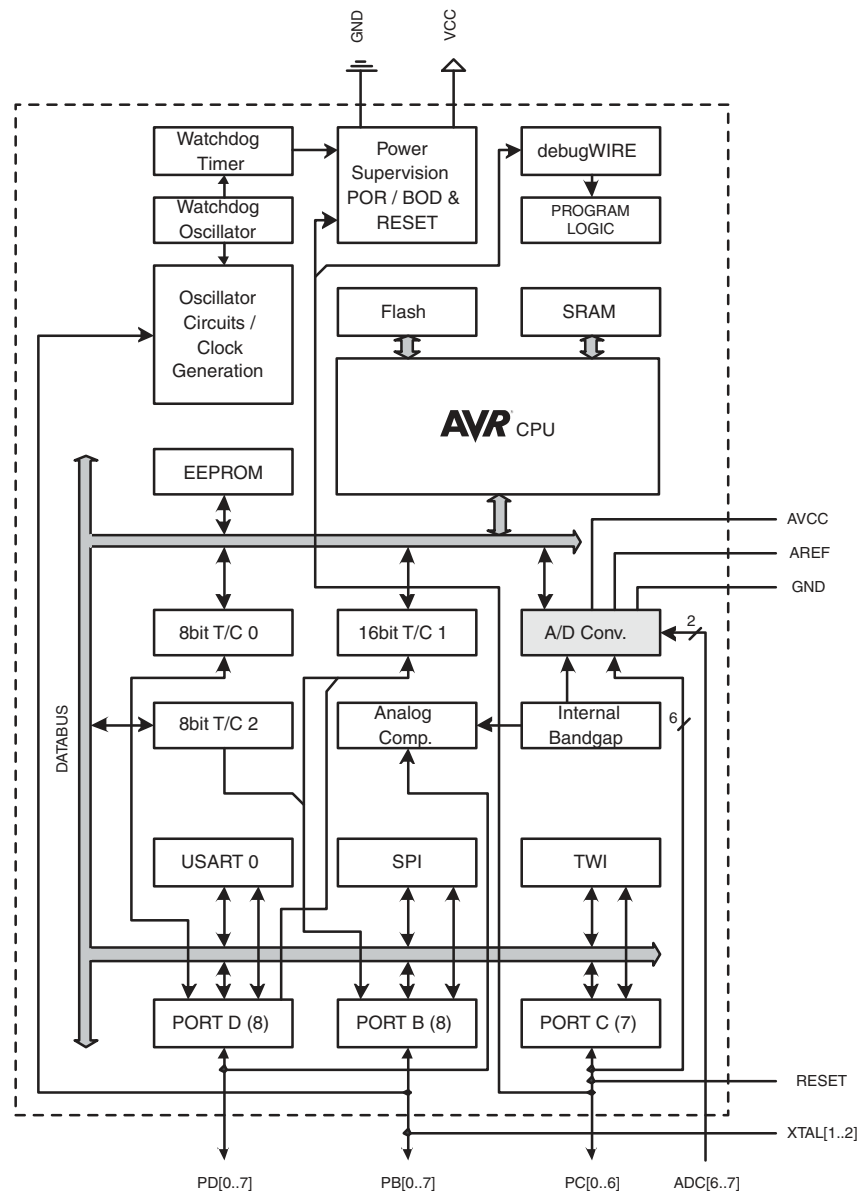 GND
VCC
Watchdog
Timer
Power
Supervision
POR / BOD &
RESET
debugWIRE
Watchdog
Oscillator
PROGRAM
LOGIC
Oscillator
Circuits /
Clock
Generation
Flash
SRAM
AVR CPU
EEPROM
AVCC
AREF
GND
8bit T/C 0
16bit T/C 1
A/D Conv.
2
DATABUS
8bit T/C 2
Analog
Comp.
Internal
Bandgap
6
USART 0
SPI
TWI
PORT D (8)
PORT B (8)
PORT C (7)
RESET
XTAL[1..2]
PD[0..7]
PB[0..7]
PC[0..6]
ADC[6..7]